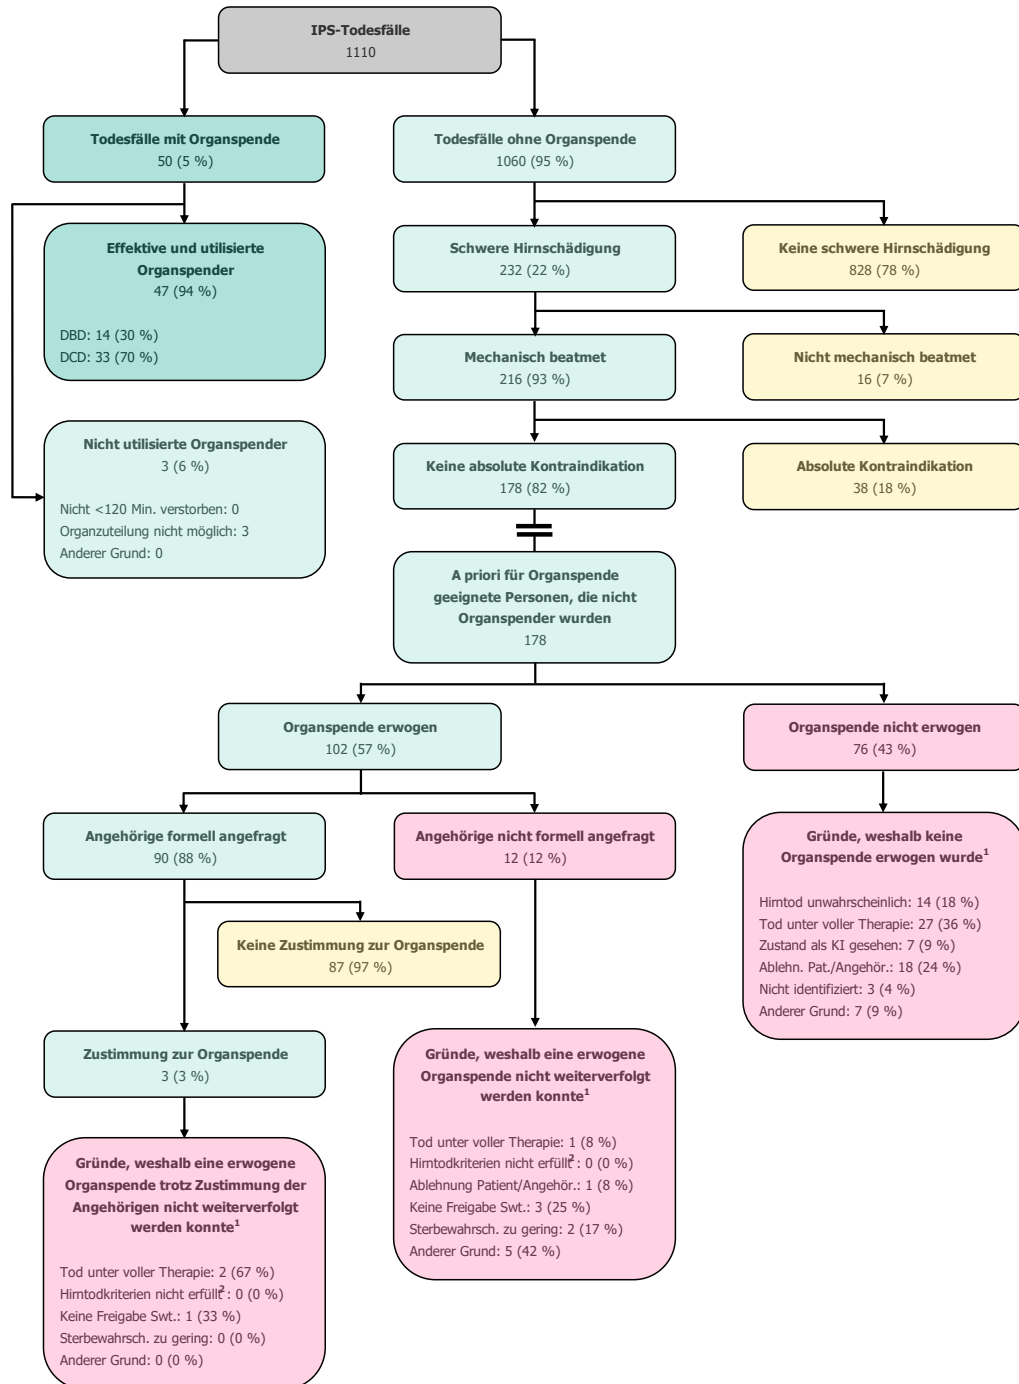 IPS-Todesfälle
1110
Todesfälle mit Organspende
50 (5 %)
Todesfälle ohne Organspende
1060 (95 %)
Effektive und utilisierte
Organspender
47 (94 %)
DBD: 14 (30 %)
DCD: 33 (70 %)
Schwere Hirnschädigung
232 (22 %)
Keine schwere Hirnschädigung
828 (78 %)
Mechanisch beatmet
216 (93 %)
Nicht mechanisch beatmet
16 (7 %)
Nicht utilisierte Organspender
3 (6 %)
Nicht <120 Min. verstorben: 0
Organzuteilung nicht möglich: 3
Anderer Grund: 0
Keine absolute Kontraindikation
178 (82 %)
Absolute Kontraindikation
38 (18 %)
A priori für Organspende
geeignete Personen, die nicht
Organspender wurden
178
Organspende erwogen
102 (57 %)
Organspende nicht erwogen
76 (43 %)
Angehörige formell angefragt
90 (88 %)
Angehörige nicht formell angefragt
12 (12 %)
Gründe, weshalb keine
Organspende erwogen wurde¹
Hirntod unwahrscheinlich: 14 (18 %)
Tod unter voller Therapie: 27 (36 %)
Zustand als KI gesehen: 7 (9 %)
Ablehn. Pat./Angehör.: 18 (24 %)
Nicht identifiziert: 3 (4 %)
Anderer Grund: 7 (9 %)
Keine Zustimmung zur Organspende
87 (97 %)
Zustimmung zur Organspende
3 (3 %)
Gründe, weshalb eine erwogene
Organspende nicht weiterverfolgt
werden konnte¹
Tod unter voller Therapie: 1 (8 %)
Hirntodkriterien nicht erfüllt²: 0 (0 %)
Ablehnung Patient/Angehör.: 1 (8 %)
Keine Freigabe Swt.: 3 (25 %)
Sterbewahrsch. zu gering: 2 (17 %)
Anderer Grund: 5 (42 %)
Gründe, weshalb eine erwogene
Organspende trotz Zustimmung der
Angehörigen nicht weiterverfolgt
werden konnte¹
Tod unter voller Therapie: 2 (67 %)
Hirntodkriterien nicht erfüllt²: 0 (0 %)
Keine Freigabe Swt.: 1 (33 %)
Sterbewahrsch. zu gering: 0 (0 %)
Anderer Grund: 0 (0 %)